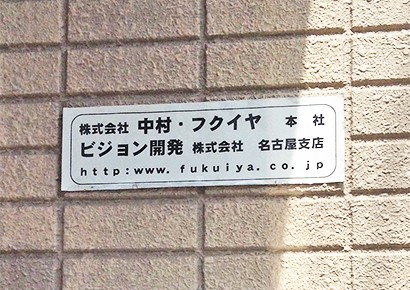 株式会社 中村・フクイヤ 本社
ビジョン開発 株式会社 名古屋支店
http:www.fukuiya.co.jp